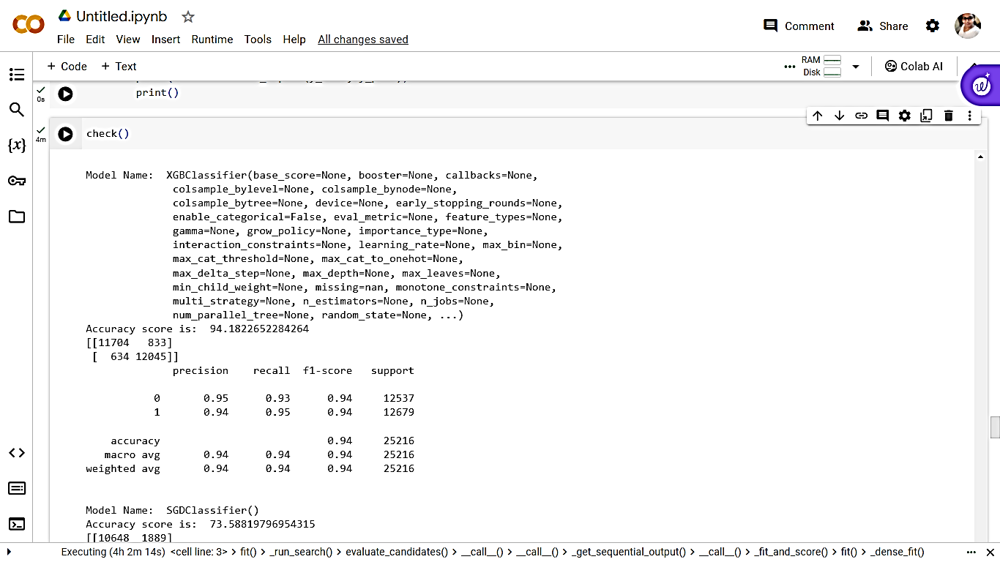 Untitled.ipynb
File Edit View Insert Runtime Tools Help All changes saved
Comment Share
+ Code + Text
RAM
Disk
Colab AI
0s
print()
4m
check()
{x}
Model Name:  XGBClassifier(base_score=None, booster=None, callbacks=None,
colsample_bylevel=None, colsample_bynode=None,
colsample_bytree=None, device=None, early_stopping_rounds=None,
enable_categorical=False, eval_metric=None, feature_types=None,
gamma=None, grow_policy=None, importance_type=None,
interaction_constraints=None, learning_rate=None, max_bin=None,
max_cat_threshold=None, max_cat_to_onehot=None,
max_delta_step=None, max_depth=None, max_leaves=None,
min_child_weight=None, missing=nan, monotone_constraints=None,
multi_strategy=None, n_estimators=None, n_jobs=None,
num_parallel_tree=None, random_state=None, ...)
Accuracy score is:  94.1822652284264
[[11704   833]
[  634 12045]]
precision    recall  f1-score   support
0       0.95      0.93      0.94     12537
1       0.94      0.95      0.94     12679
accuracy                           0.94     25216
macro avg       0.94      0.94      0.94     25216
weighted avg       0.94      0.94      0.94     25216
Model Name:  SGDClassifier()
Accuracy score is:  73.58819796954315
[[10648  1889]
Executing (4h 2m 14s) <cell line: 3> > fit() > _run_search() > evaluate_candidates() > __call__() > __call__() > _get_sequential_output() > __call__() > _fit_and_score() > fit() > _dense_fit()